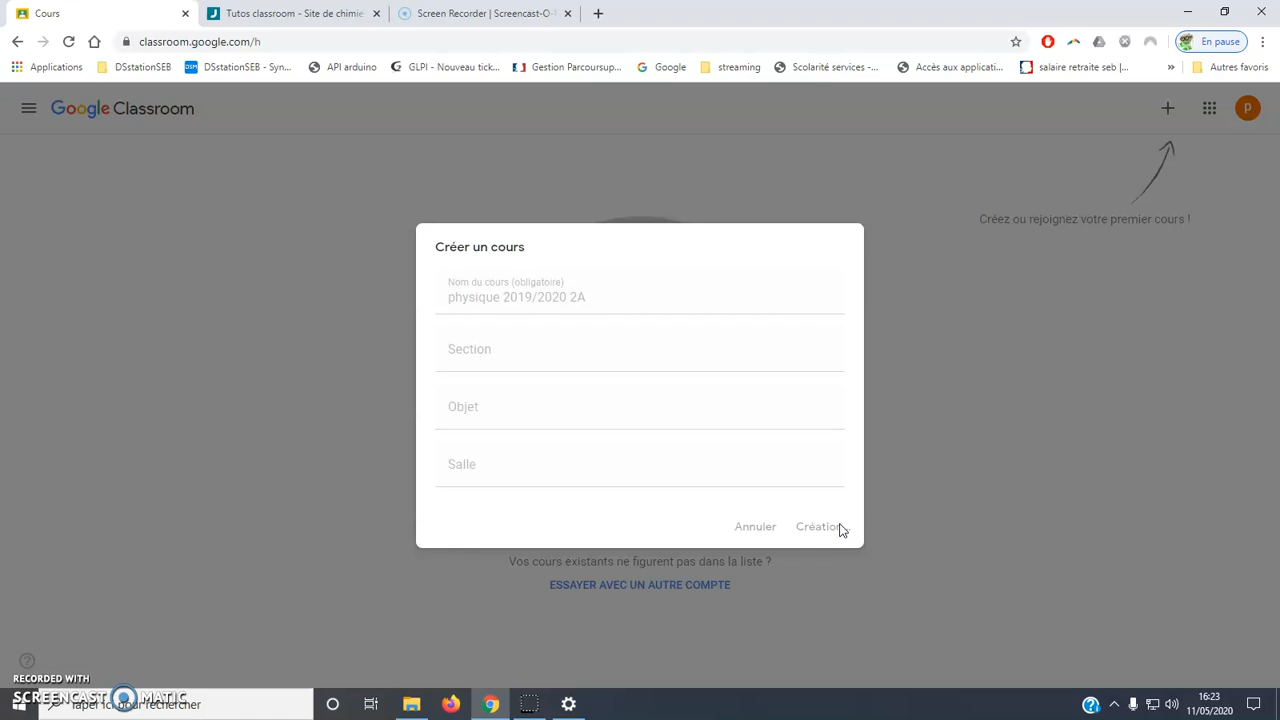 Cours
Tutos classroom - Site de chimie
Screen Recorder | Screencast-O-
classroom.google.com/h
En pause
Applications
DSstationSEB
DSstationSEB - Syn...
API arduino
GLPI - Nouveau tick...
Gestion Parcoursup...
Google
streaming
Scolarité services -...
Accès aux applicati...
salaire retraite seb |...
»
Autres favoris
Google Classroom
p
Créez ou rejoignez votre premier cours !
Créer un cours
Nom du cours (obligatoire)
physique 2019/2020 2A
Section
Objet
Salle
Annuler
Vos cours existants ne figurent pas dans la liste ?
ESSAYER AVEC UN AUTRE COMPTE
RECORDED WITH
SCREENCAST MATIC
ici pour rechercher
16:23
11/05/2020